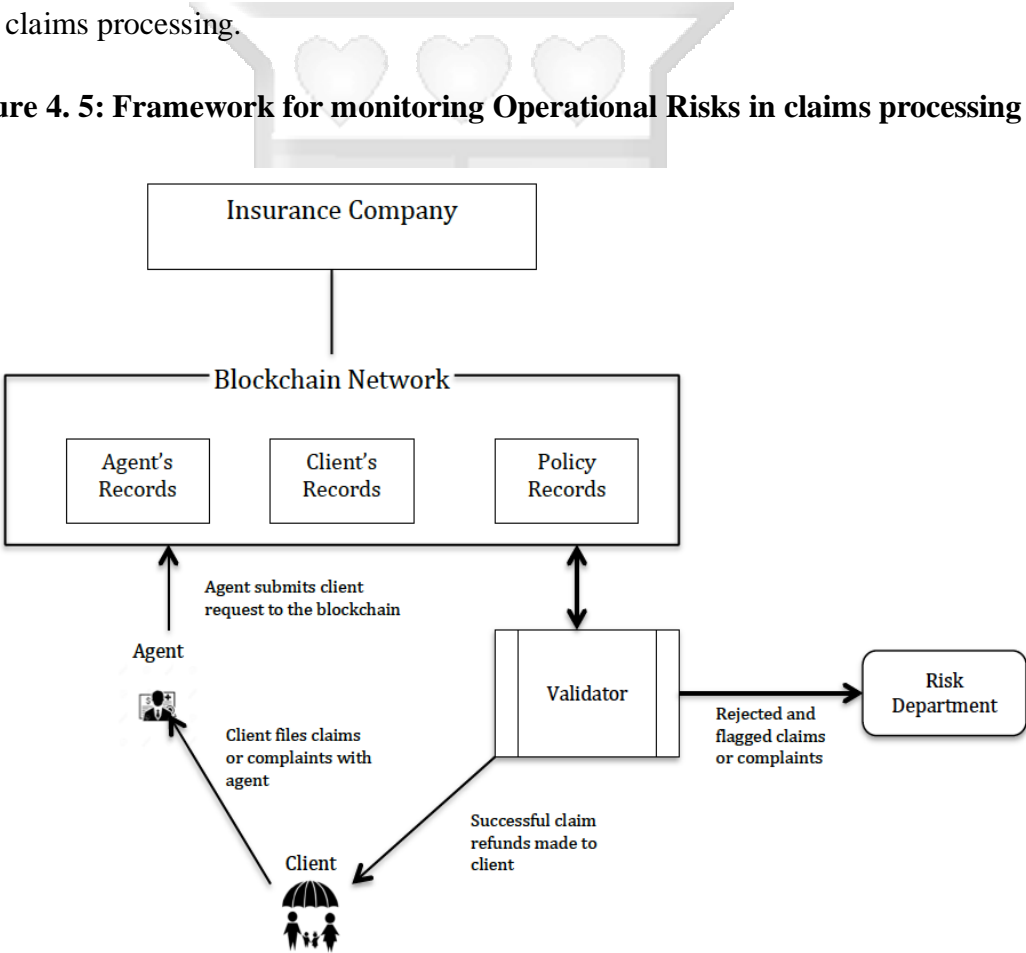 claims processing.
ure 4. 5: Framework for monitoring Operational Risks in claims processing
Insurance Company
Blockchain Network
Agent's
Records
Client's
Records
Policy
Records
Agent submits client
request to the blockchain
Agent
Validator
Risk
Department
Rejected and
flagged claims
or complaints
Client files claims
or complaints with
agent
Successful claim
refunds made to
client
Client